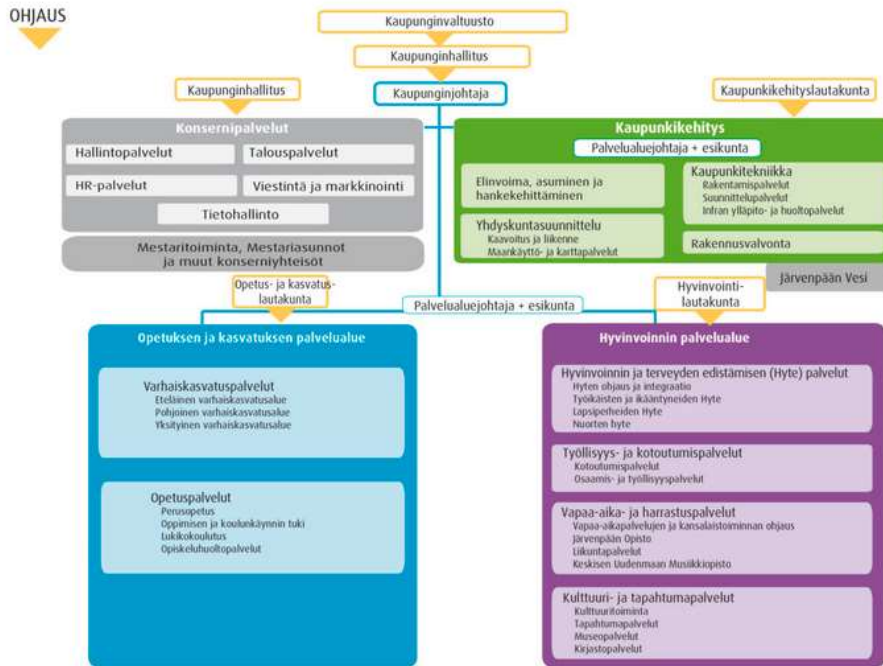 OHJAUS
Kaupunginvaltuusto
Kaupunginhallitus
Kaupunginjohtaja
Kaupunginhallitus
Kaupunkikehityslautakunta
Konsernipalvelut
Hallintopalvelut
Talouspalvelut
HR-palvelut
Viestintä ja markkinointi
Tietohallinto
Mestaritoiminta, Mestariasunnot
ja muut konserniyhteisöt
Kaupunkikehitys
Palvelualuejohtaja + esikunta
Elinvoima, asuminen ja
hankekehittäminen
Yhdyskuntasuunnittelu
Kaavoitus ja liikenne
Maankäyttö- ja karttapalvelut
Kaupunkitekniikka
Rakentamispalvelut
Suunnittelupalvelut
Infran ylläpito- ja huoltopalvelut
Rakennusvalvonta
Järvenpään Vesi
Opetus- ja kasvatus-
lautakunta
Palvelualuejohtaja + esikunta
Hyvinvointi-
lautakunta
Opetuksen ja kasvatuksen palvelualue
Varhaiskasvatuspalvelut
Eteläinen varhaiskasvatusalue
Pohjoinen varhaiskasvatusalue
Yksityinen varhaiskasvatusalue
Opetuspalvelut
Perusopetus
Oppimisen ja koulunkäynnin tuki
Lukikokoulutus
Opiskeluhuoltopalvelut
Hyvinvoinnin palvelualue
Hyvinvoinnin ja terveyden edistämisen (Hyte) palvelut
Hyten ohjaus ja integraatio
Työikäisten ja ikääntyneiden Hyte
Lapsiperheiden Hyte
Nuorten hyte
Työllisyys- ja kotoutumispalvelut
Kotoutumispalvelut
Osaamis- ja työllisyyspalvelut
Vapaa-aika- ja harrastuspalvelut
Vapaa-aikapalvelujen ja kansalaistoiminnan ohjaus
Järvenpään Opisto
Liikuntapalvelut
Keskisen Uudenmaan Musiikkiopisto
Kulttuuri- ja tapahtumapalvelut
Kulttuuritoiminta
Tapahtumapalvelut
Museopalvelut
Kirjastopalvelut